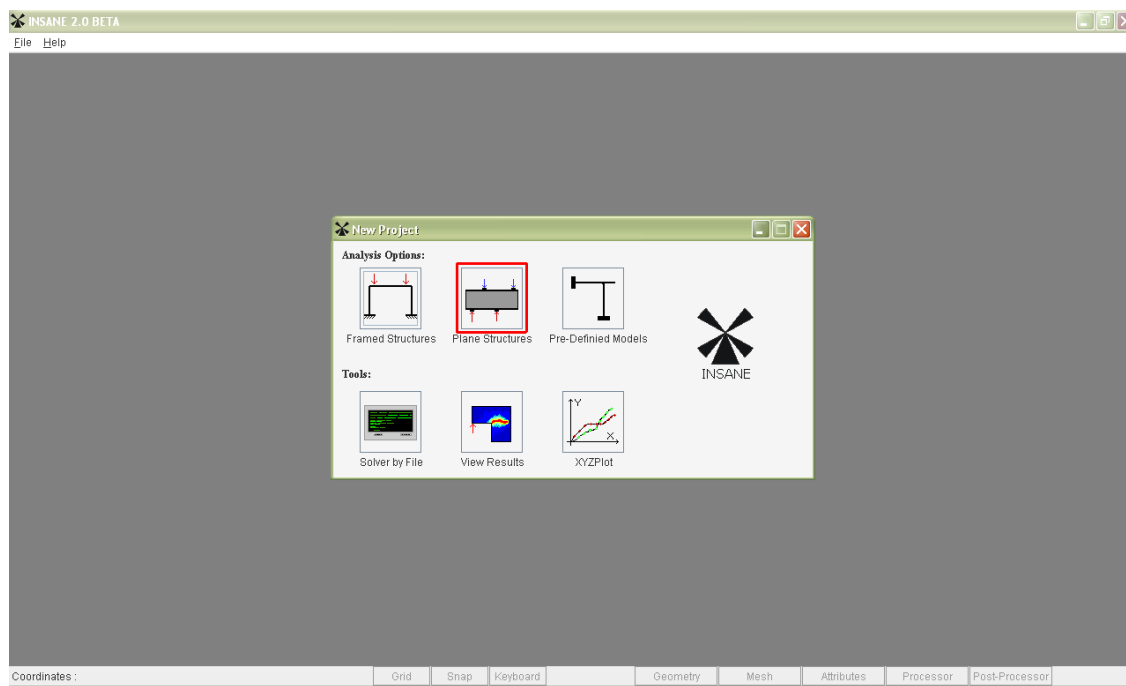 INSANE 2.0 BETA
File Help
New Project
Analysis Options:
Framed Structures Plane Structures Pre-Definied Models
INSANE
Tools:
Solver by File View Results XYZPlot
Y
X
Coordinates : Grid Snap Keyboard Geometry Mesh Attributes Processor Post-Processor